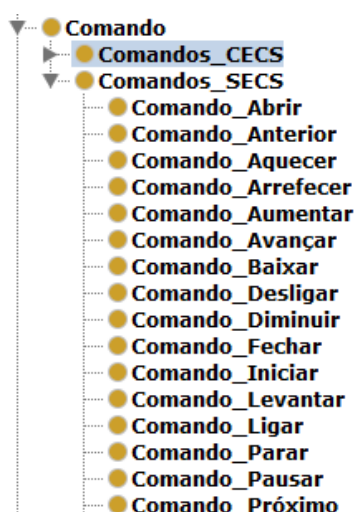 Comando
Comandos_CECS
Comandos_SECS
Comando_Abrir
Comando_Anterior
Comando_Aquecer
Comando_Arrefecer
Comando_Aumentar
Comando_Avançar
Comando_Baixar
Comando_Desligar
Comando_Diminuir
Comando_Fechar
Comando_Iniciar
Comando_Levantar
Comando_Ligar
Comando_Parar
Comando_Pausar
Comando_Próximo